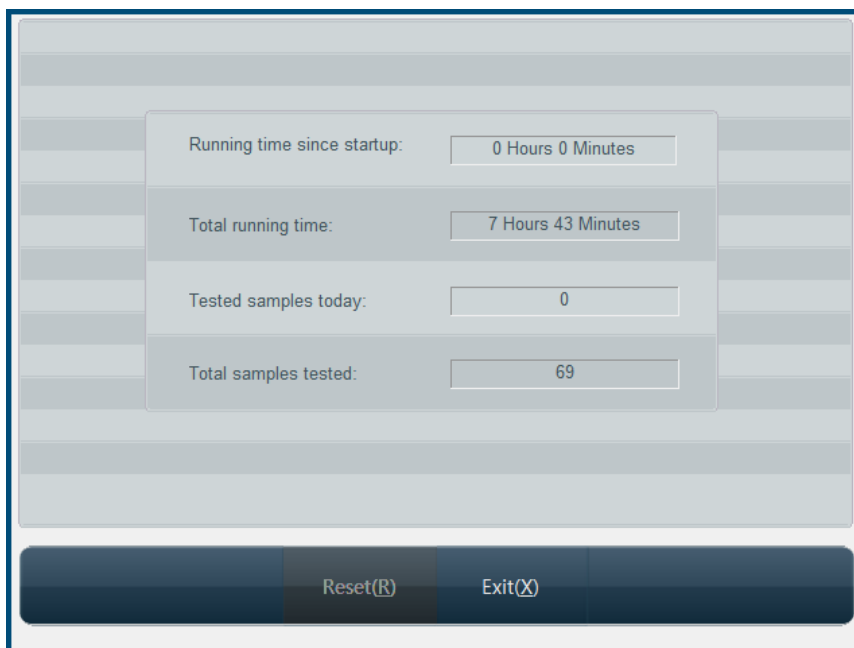 Running time since startup: 0 Hours 0 Minutes
Total running time: 7 Hours 43 Minutes
Tested samples today: 0
Total samples tested: 69
Reset(R) Exit(X)